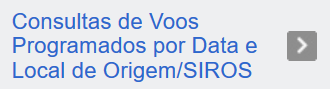 Consultas de Voos
Programados por Data e
Local de Origem/SIROS